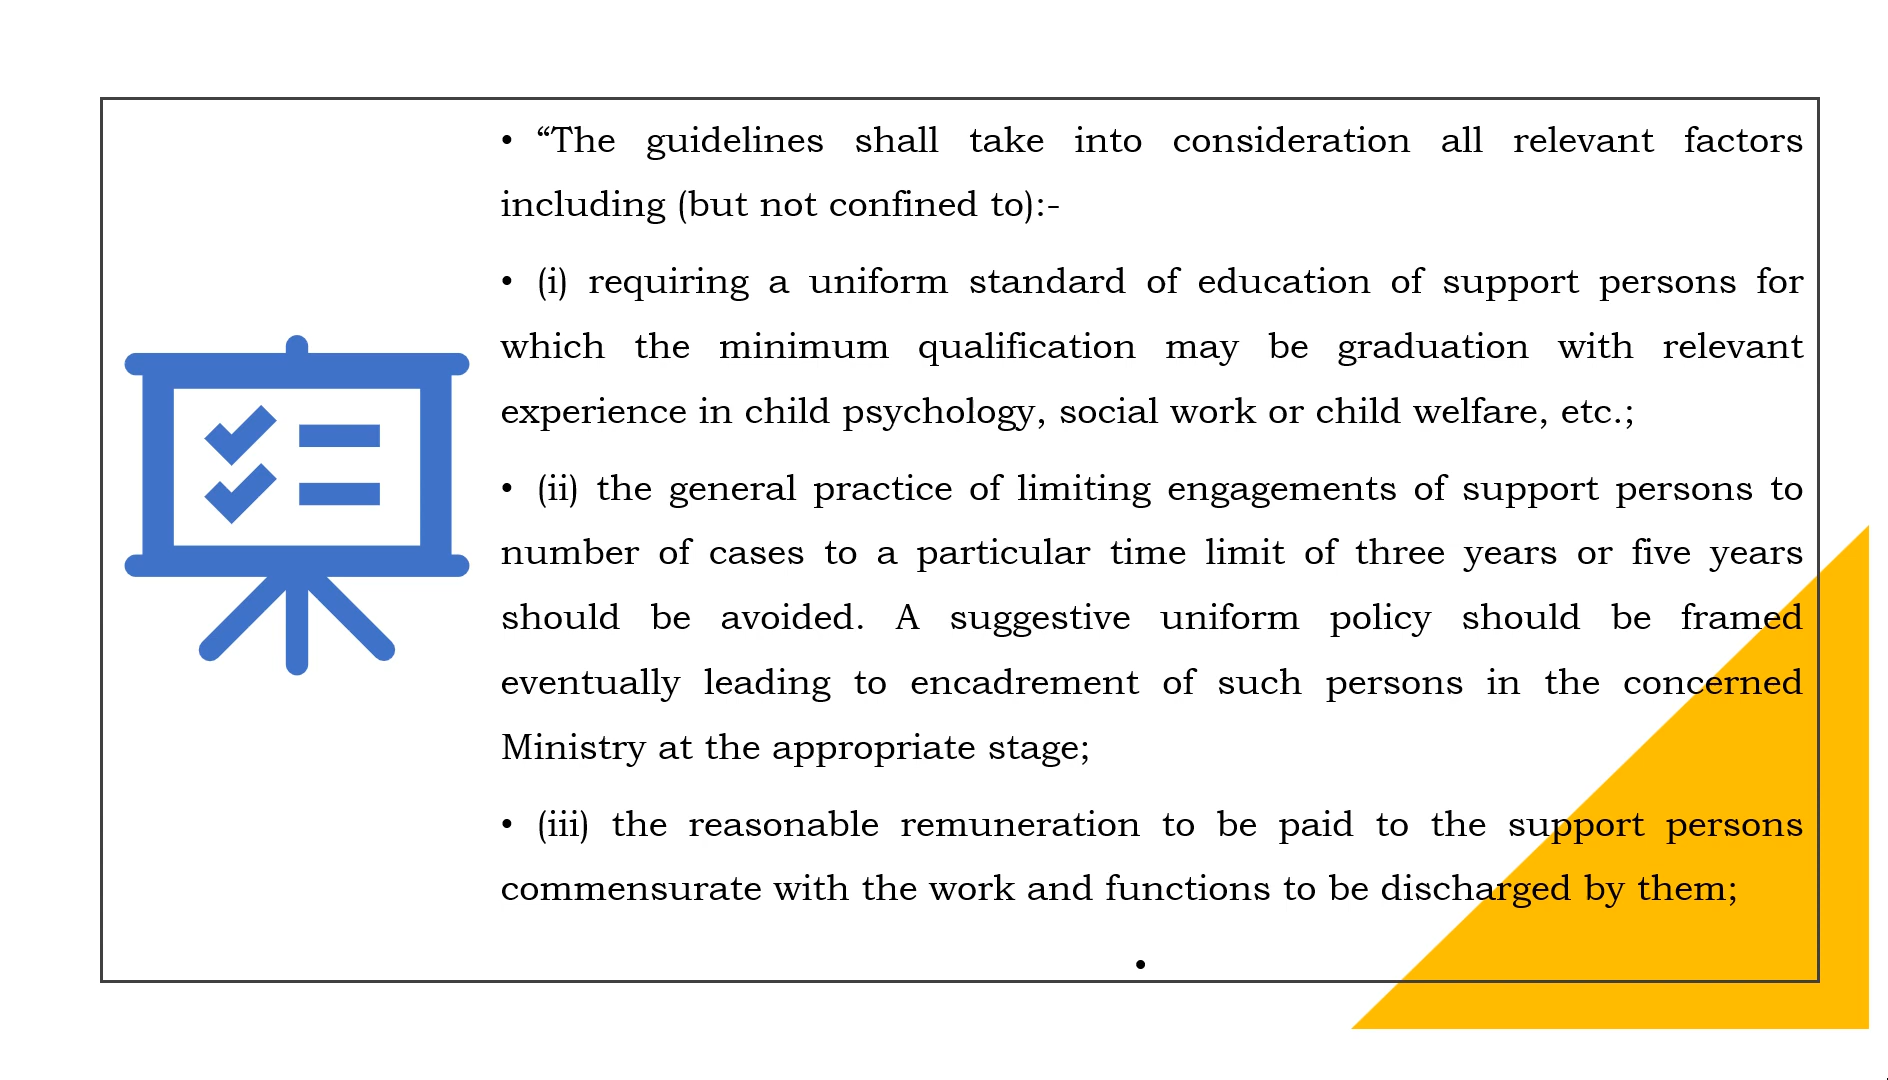 • “The guidelines shall take into consideration all relevant factors
including (but not confined to):-
• (i) requiring a uniform standard of education of support persons for
which the minimum qualification may be graduation with relevant
experience in child psychology, social work or child welfare, etc.;
• (ii) the general practice of limiting engagements of support persons to
number of cases to a particular time limit of three years or five years
should be avoided. A suggestive uniform policy should be framed
eventually leading to encadrement of such persons in the concerned
Ministry at the appropriate stage;
• (iii) the reasonable remuneration to be paid to the support persons
commensurate with the work and functions to be discharged by them;
•